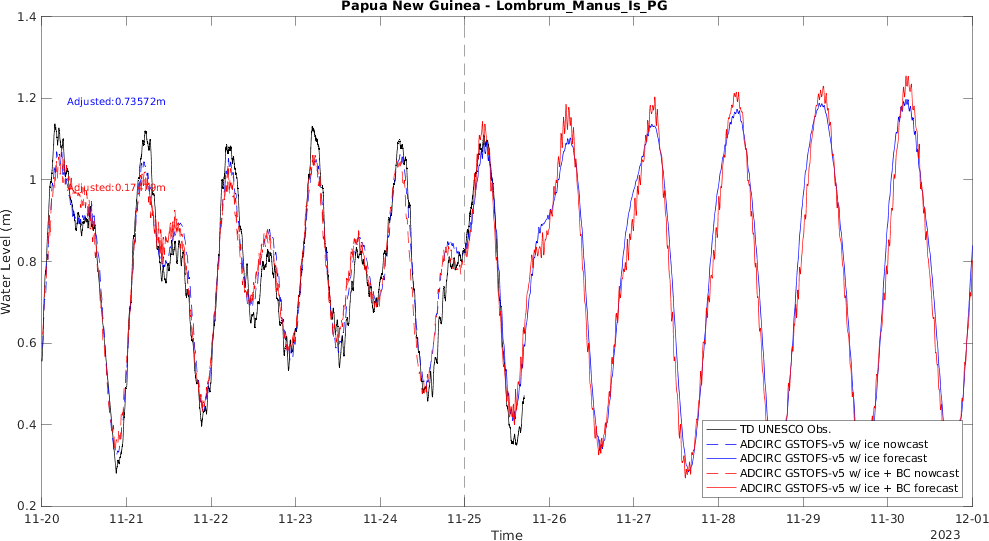 Papua New Guinea - Lombrum_Manus_Is_PG
1.4
1.2
1
0.8
0.6
0.4
0.2
Water Level (m)
Adjusted:0.73572m
TD UNESCO Obs.
ADCIRC GSTOFS-v5 w/ ice nowcast
ADCIRC GSTOFS-v5 w/ ice forecast
ADCIRC GSTOFS-v5 w/ ice + BC nowcast
ADCIRC GSTOFS-v5 w/ ice + BC forecast
11-20 11-21 11-22 11-23 11-24 11-25 11-26 11-27 11-28 11-29 11-30 12-01
Time
2023